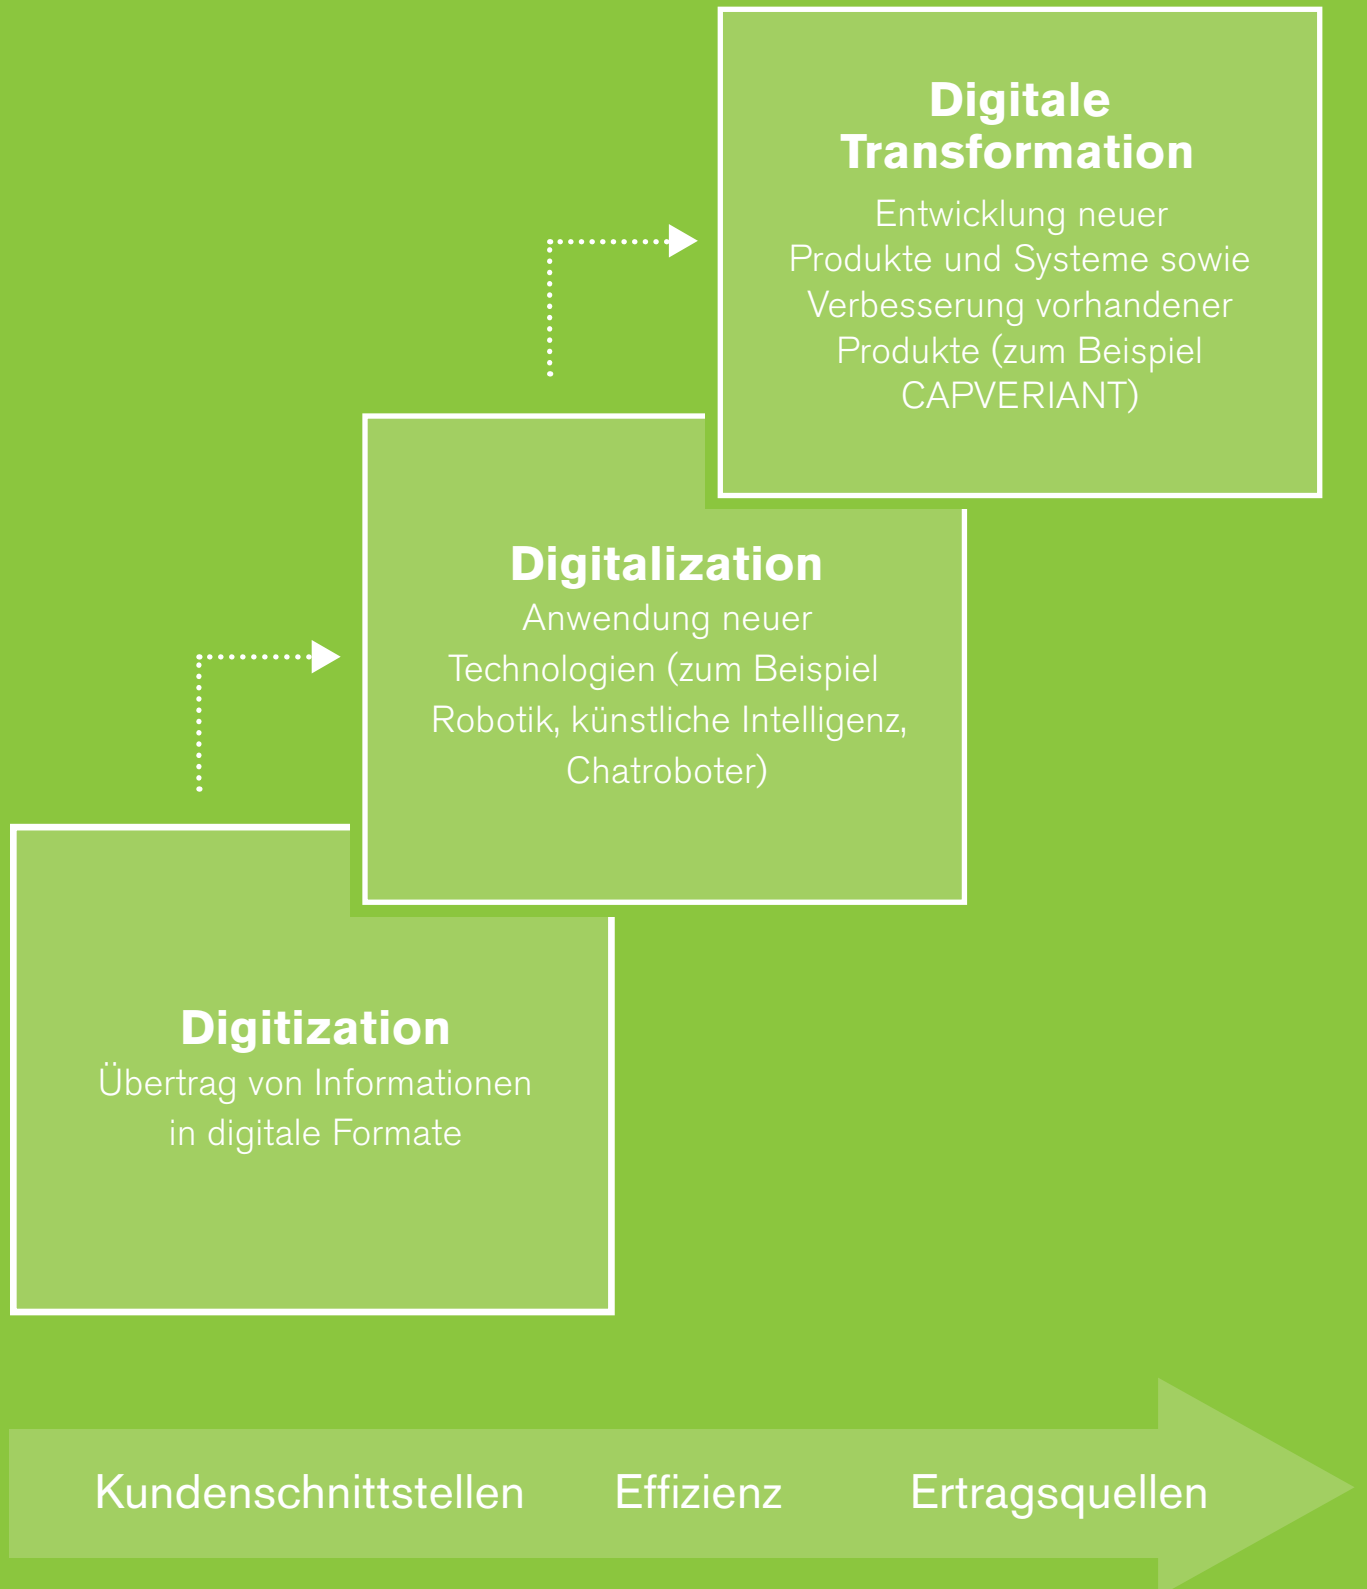 Digitale
Transformation
Entwicklung neuer
Produkte und Systeme sowie
Verbesserung vorhandener
Produkte (zum Beispiel
CAPVERIANT)
Digitalization
Anwendung neuer
Technologien (zum Beispiel
Robotik, künstliche Intelligenz,
Chatroboter)
Digitization
Übertrag von Informationen
in digitale Formate
Kundenschnittstellen Effizienz Ertragsquellen